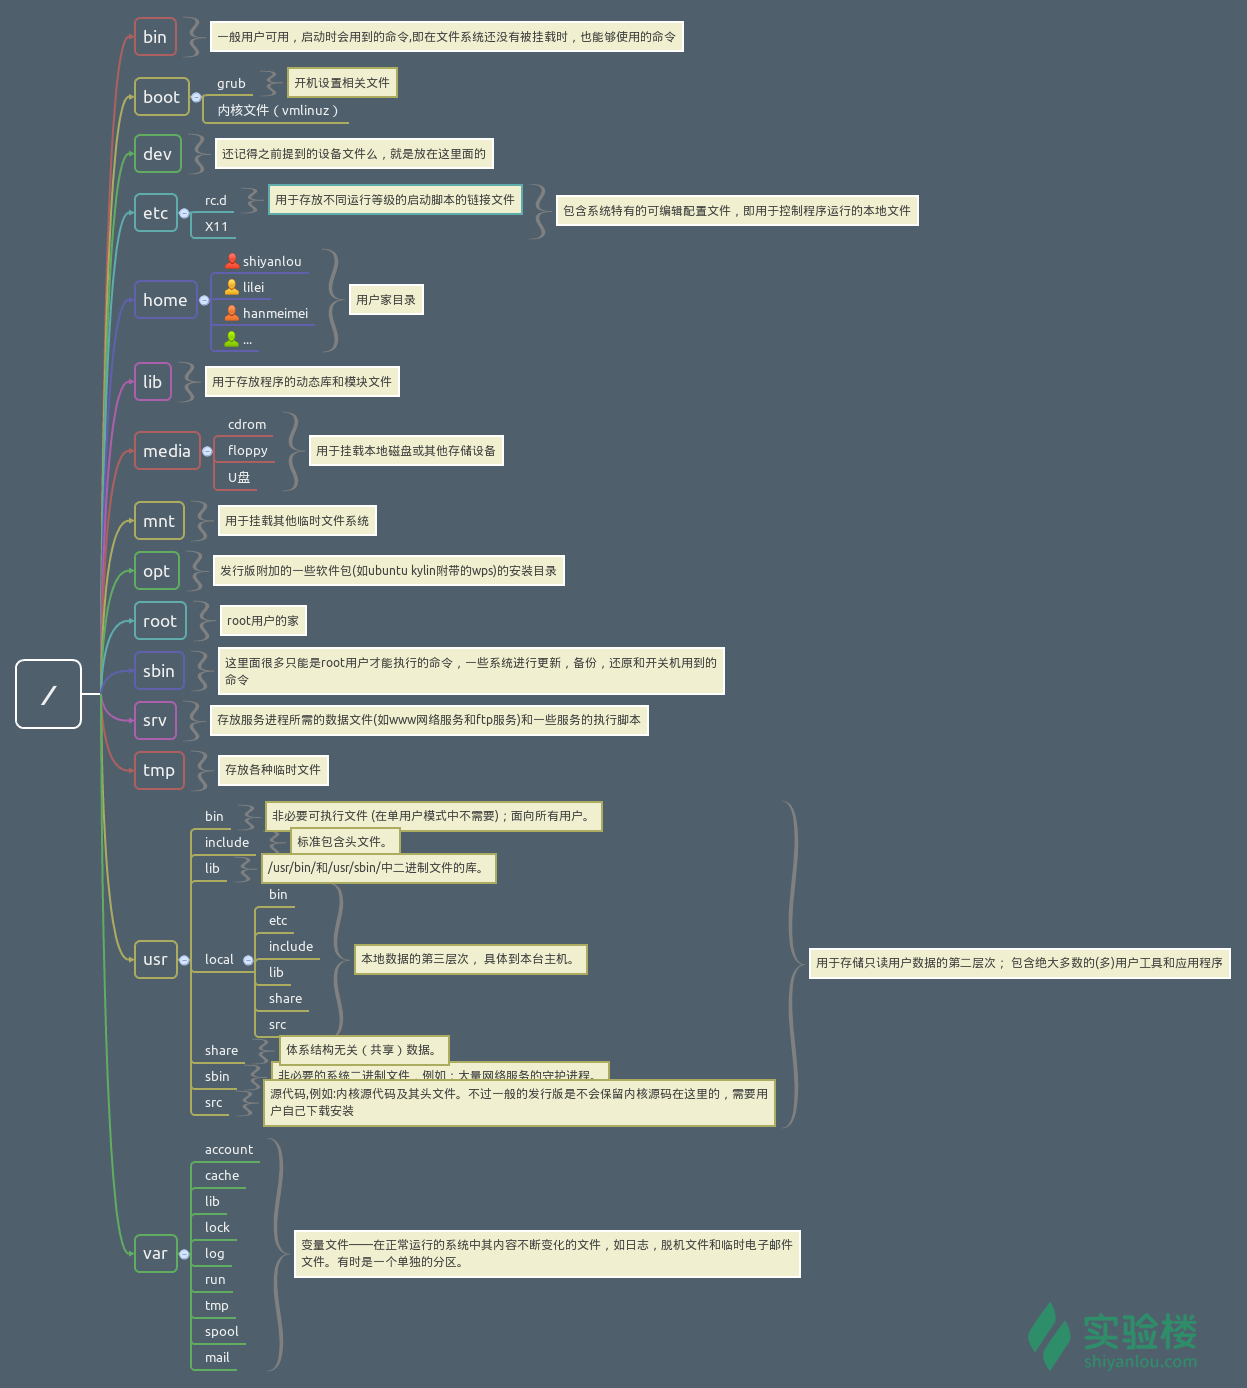 /
bin
一般用户可用，启动时会用到的命令,即在文件系统还没有被挂载时，也能够使用的命令
boot
grub
开机设置相关文件
内核文件（vmlinuz）
dev
还记得之前提到的设备文件么，就是放在这里面的
etc
rc.d
用于存放不同运行等级的启动脚本的链接文件
X11
包含系统特有的可编辑配置文件，即用于控制程序运行的本地文件
home
shiyanlou
lilei
hanmeimei
...
用户家目录
lib
用于存放程序的动态库和模块文件
media
cdrom
floppy
U盘
用于挂载本地磁盘或其他存储设备
mnt
用于挂载其他临时文件系统
opt
发行版附加的一些软件包(如ubuntu kylin附带的wps)的安装目录
root
root用户的家
sbin
这里面很多只能是root用户才能执行的命令，一些系统进行更新，备份，还原和开关机用到的
命令
srv
存放服务进程所需的数据文件(如www网络服务和ftp服务)和一些服务的执行脚本
tmp
存放各种临时文件
usr
bin
非必要可执行文件 (在单用户模式中不需要)；面向所有用户。
include
标准包含头文件。
lib
/usr/bin/和/usr/sbin/中二进制文件的库。
local
bin
etc
include
lib
share
src
本地数据的第三层次， 具体到本台主机。
share
体系结构无关（共享）数据。
sbin
非必要的系统二进制文件，例如：大量网络服务的守护进程。
src
源代码,例如:内核源代码及其头文件。不过一般的发行版是不会保留内核源码在这里的，需要用
户自己下载安装
用于存储只读用户数据的第二层次； 包含绝大多数的(多)用户工具和应用程序
var
account
cache
lib
lock
log
run
tmp
spool
mail
变量文件——在正常运行的系统中其内容不断变化的文件，如日志，脱机文件和临时电子邮件
文件。有时是一个单独的分区。
实验楼
shiyanlou.com